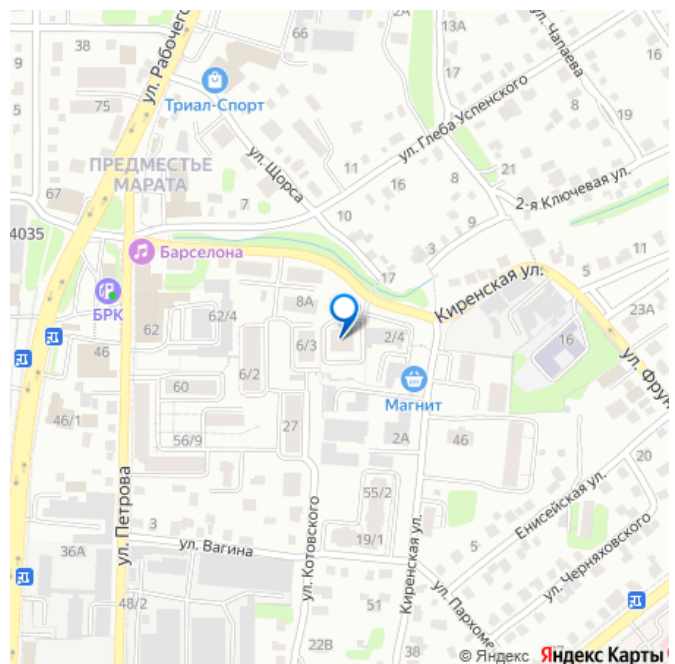 66
2А
13А
16
9
38
ул. Рабочего
17
ул. Чапаева
8
Триал-Спорт
75
ул. Глеба Успенского
19
ПРЕДМЕСТЬЕ
МАРАТА
ул. Щорса
11
21
67
16
8
2-я Ключевая ул.
7
10
4035
3
9
11
Барселона
17
5
Киренская ул.
БРК
8А
23А
62
62/4
2/4
16
6/3
46
6/2
Магнит
ул. Фрун
60
46/1
27
56/9
2А
46
20
ул. Петрова
55/2
Енисейская ул.
3
ул. Котовского
ул. Вагина
19/1
Киренская ул.
5
ул. Черняховского
36А
48/2
51
ул. Пархоме
22В
38
© Яндекс Яндекс Карты